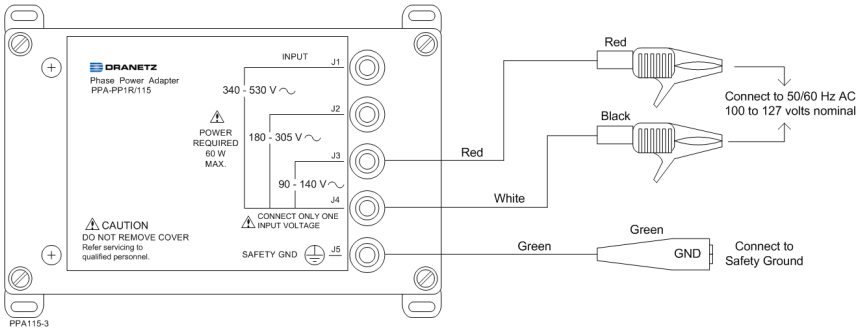 DRANETZ
Phase Power Adapter
PPA-PP1R/115
INPUT
J1
340 - 530 V
J2
180 - 305 V
POWER
REQUIRED
60 W
MAX.
J3
90 - 140 V
J4
CONNECT ONLY ONE
INPUT VOLTAGE
CAUTION
DO NOT REMOVE COVER
Refer servicing to
qualified personnel.
SAFETY GND
J5
PPA115-3
Red
White
Green
Red
Black
Connect to 50/60 Hz AC
100 to 127 volts nominal
Green
GND
Connect to
Safety Ground